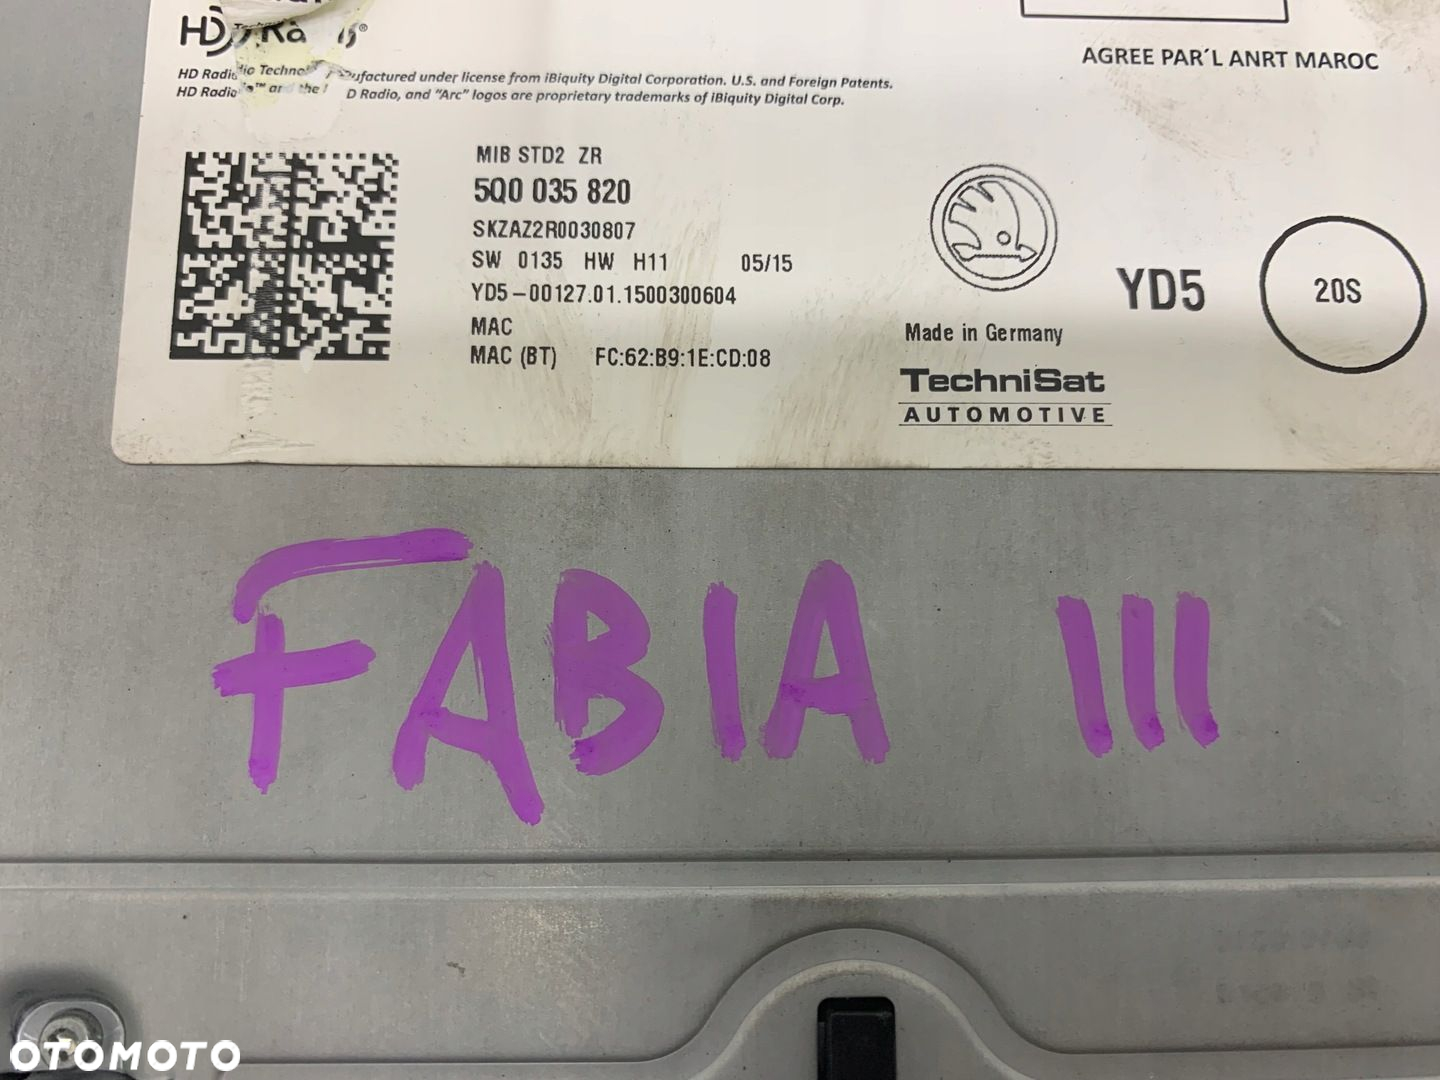 HD Radio®
HD Radio Technology manufactured under license from iBiquity Digital Corporation. U.S. and Foreign Patents.
HD Radio™ and the HD Radio, and “Arc” logos are proprietary trademarks of iBiquity Digital Corp.
AGREE PAR´L ANRT MAROC
MIB STD2 ZR
5Q0 035 820
SKZAZ2R0030807
SW 0135 HW H11 05/15
YD5-00127.01.1500300604
MAC
MAC (BT) FC:62:B9:1E:CD:08
Made in Germany
TechniSat
AUTOMOTIVE
YD5
20S
FABIA III
OTOMOTO